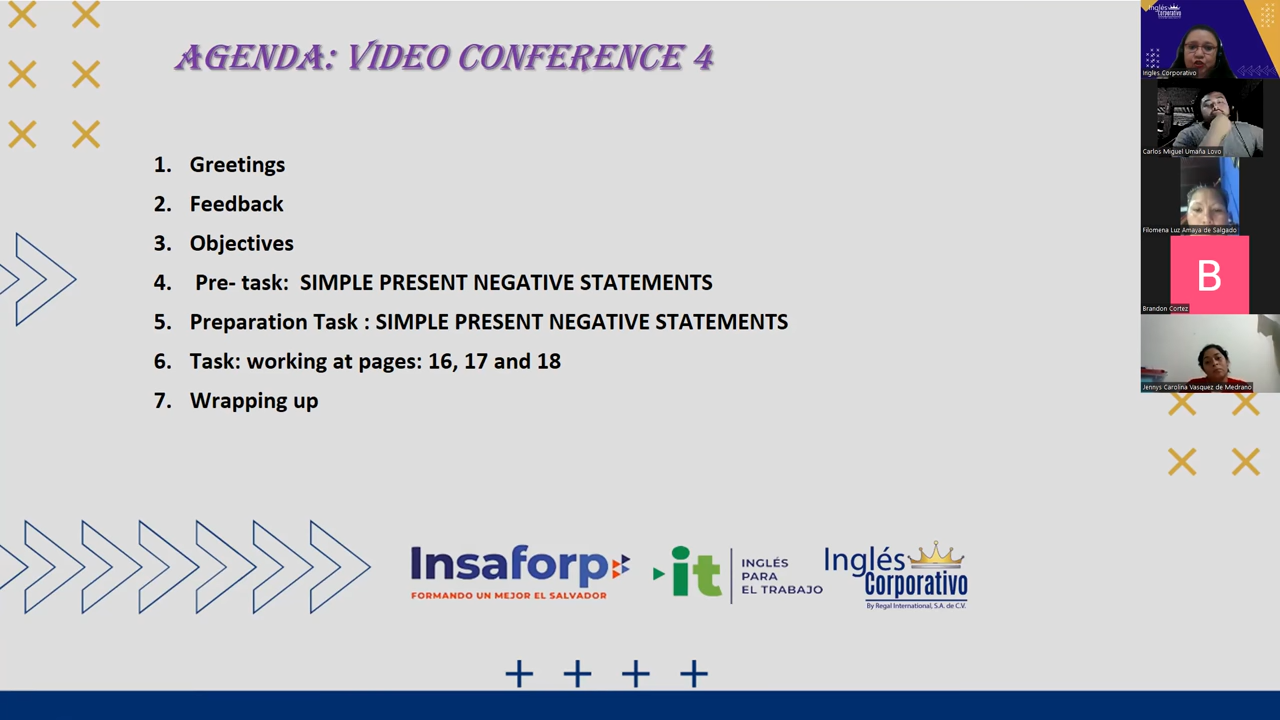 AGENDA: VIDEO CONFERENCE 4
1. Greetings
2. Feedback
3. Objectives
4. Pre- task: SIMPLE PRESENT NEGATIVE STATEMENTS
5. Preparation Task : SIMPLE PRESENT NEGATIVE STATEMENTS
6. Task: working at pages: 16, 17 and 18
7. Wrapping up
Insaforp
FORMANDO UN MEJOR EL SALVADOR
it
INGLÉS
PARA
EL TRABAJO
Inglés
Corporativo
By Regal International, S.A. de C.V.
Inglés
Corporativo
Ingles Corporativo
Carlos Miguel Umaña Lovo
Filomena Luz Amaya de Salgado
B
Brandon Cortez
Jennys Carolina Vasquez de Medrano